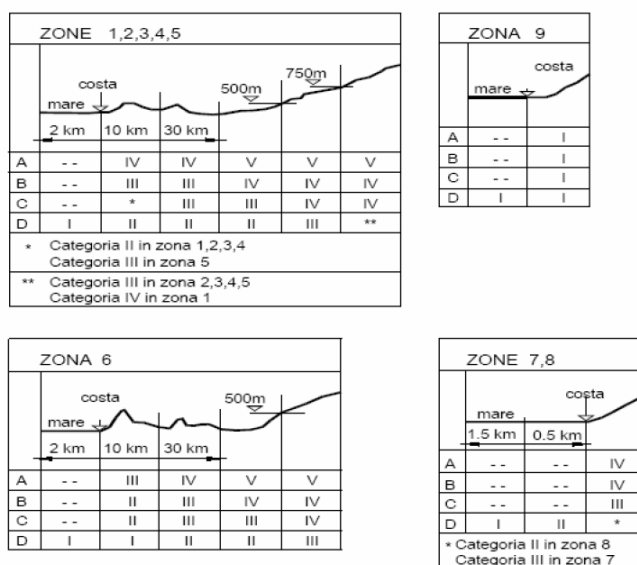 ZONE 1,2,3,4,5
costa
500m
750m
mare
2 km 10 km 30 km
A -- IV IV V V V
B -- III III IV IV IV
C -- * III III IV IV
D I II II II III **
* Categoria II in zona 1,2,3,4
Categoria III in zona 5
** Categoria III in zona 2,3,4,5
Categoria IV in zona 1
ZONA 9
costa
mare
A -- I
B -- I
C -- I
D I I
ZONA 6
costa
500m
mare
2 km 10 km 30 km
A -- III IV V V
B -- II III IV IV
C -- II III III IV
D I I II II III
ZONE 7,8
costa
mare
1.5 km 0.5 km
A -- -- IV
B -- -- IV
C -- -- III
D I II *
* Categoria II in zona 8
Categoria III in zona 7